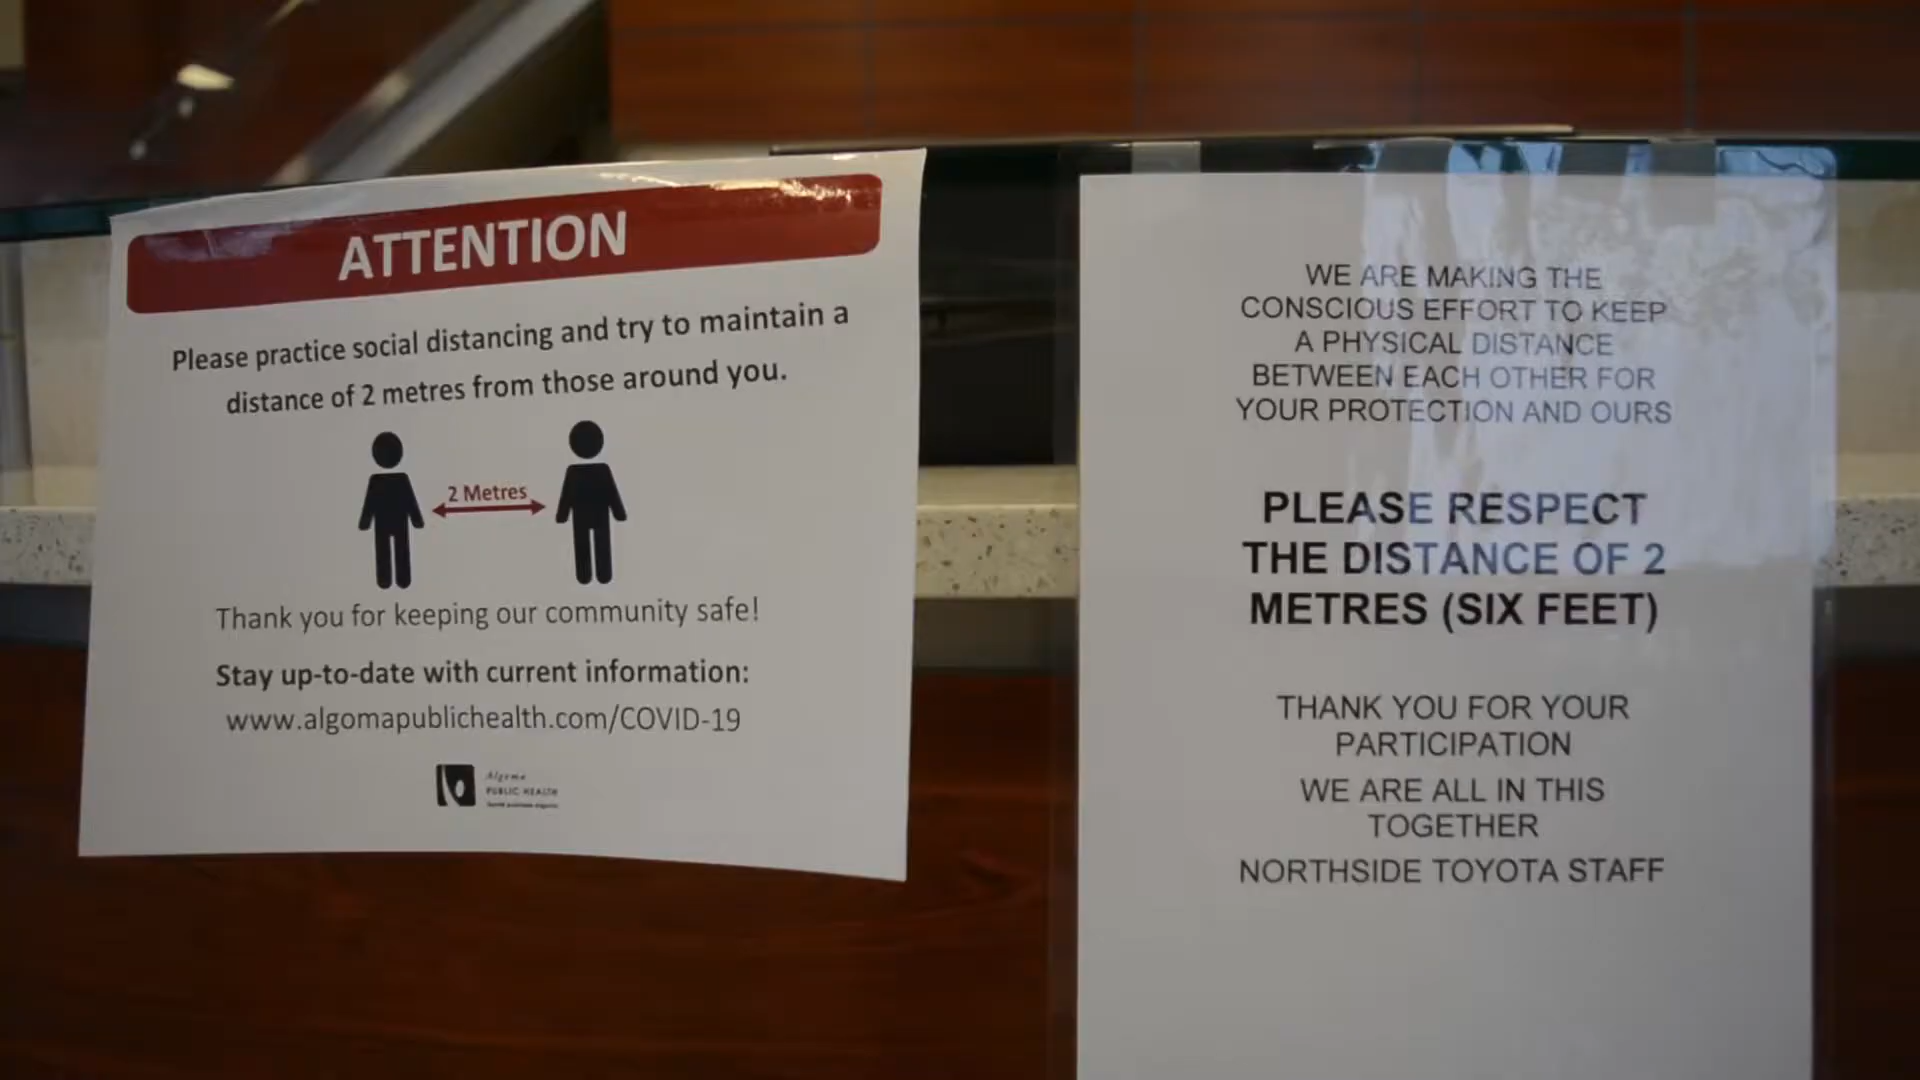 ATTENTION
Please practice social distancing and try to maintain a
distance of 2 metres from those around you.
2 Metres
Thank you for keeping our community safe!
Stay up-to-date with current information:
www.algomapublichealth.com/COVID-19
Algoma
PUBLIC HEALTH
WE ARE MAKING THE
CONSCIOUS EFFORT TO KEEP
A PHYSICAL DISTANCE
BETWEEN EACH OTHER FOR
YOUR PROTECTION AND OURS
PLEASE RESPECT
THE DISTANCE OF 2
METRES (SIX FEET)
THANK YOU FOR YOUR
PARTICIPATION
WE ARE ALL IN THIS
TOGETHER
NORTHSIDE TOYOTA STAFF